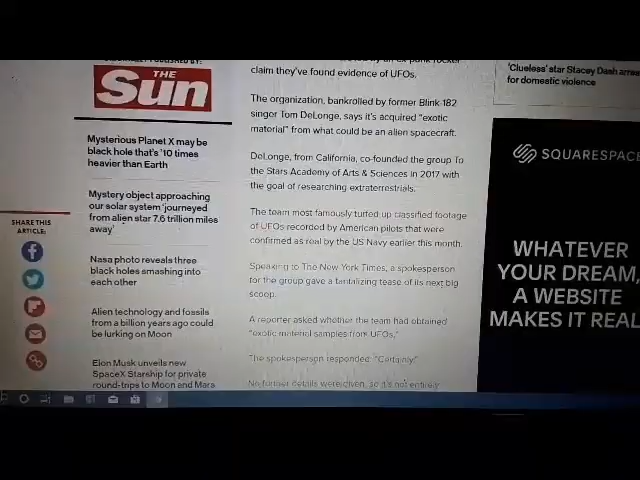 THE
Sun
Mysterious Planet X may be
black hole that's '10 times
heavier than Earth
Mystery object approaching
our solar system 'journeyed
from alien star 7.6 trillion miles
away'
SHARE THIS
ARTICLE:
Nasa photo reveals three
black holes smashing into
each other
Alien technology and fossils
from a billion years ago could
be lurking on Moon
Elon Musk unveils new
SpaceX Starship for private
round-trips to Moon and Mars
claim they've found evidence of UFOs.
The organization, bankrolled by former Blink-182
singer Tom DeLonge, says it's acquired "exotic
material" from what could be an alien spacecraft.
DeLonge, from California, co-founded the group To
the Stars Academy of Arts & Sciences in 2017 with
the goal of researching extraterrestrials.
The team most famously turfed up classified footage
of UFOs recorded by American pilots that were
confirmed as real by the US Navy earlier this month.
Speaking to The New York Times, a spokesperson
for the group gave a tantalizing tease of its next big
scoop.
A reporter asked whether the team had obtained
"exotic material samples from UFOs."
The spokesperson responded: "Certainly."
No further details were given, so it's not entirely
'Clueless' star Stacey Dash arre
for domestic violence
SQUARESPACE
WHATEVER
YOUR DREAM,
A WEBSITE
MAKES IT REAL